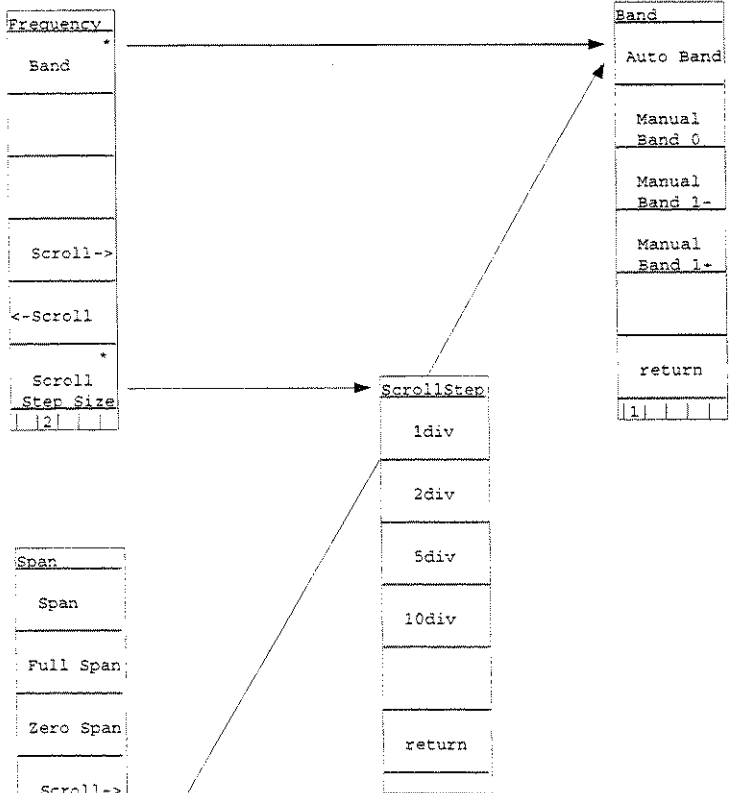 Frequency
*
Band
Scroll->
<-Scroll
*
Scroll
Step Size
2
Band
Auto Band
Manual
Band 0
Manual
Band 1-
Manual
Band 1+
return
1
ScrollStep
1div
2div
5div
10div
return
Span
Span
Full Span
Zero Span
Scroll->